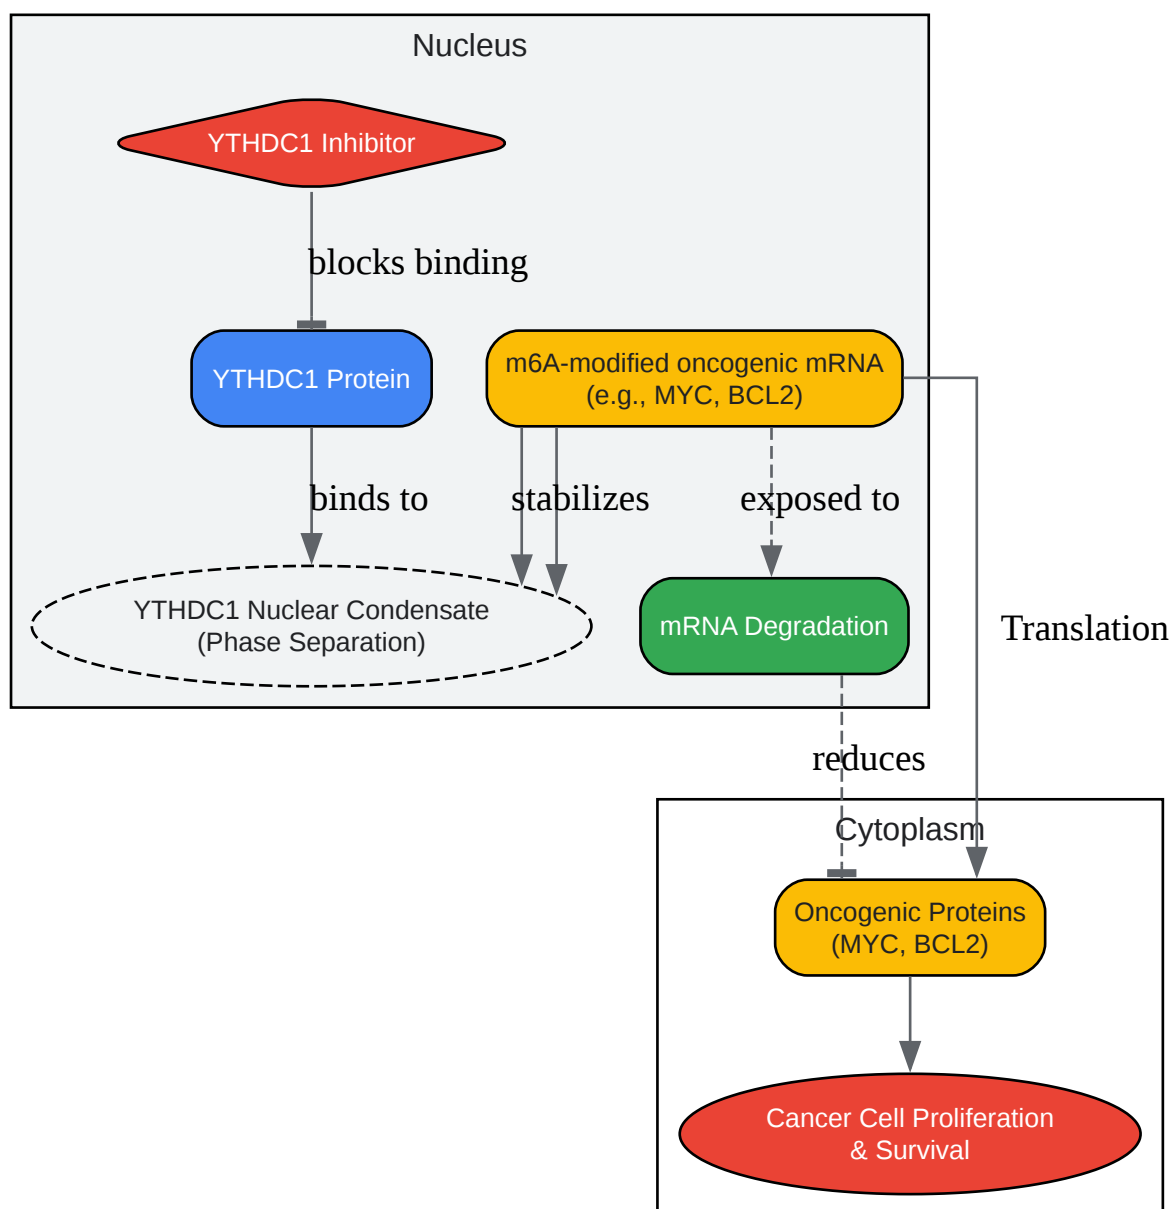 Nucleus
YTHDC1 Inhibitor
blocks binding
YTHDC1 Protein
m6A-modified oncogenic mRNA
(e.g., MYC, BCL2)
binds to
stabilizes
exposed to
YTHDC1 Nuclear Condensate
(Phase Separation)
mRNA Degradation
Translation
reduces
Cytoplasm
Oncogenic Proteins
(MYC, BCL2)
Cancer Cell Proliferation
& Survival